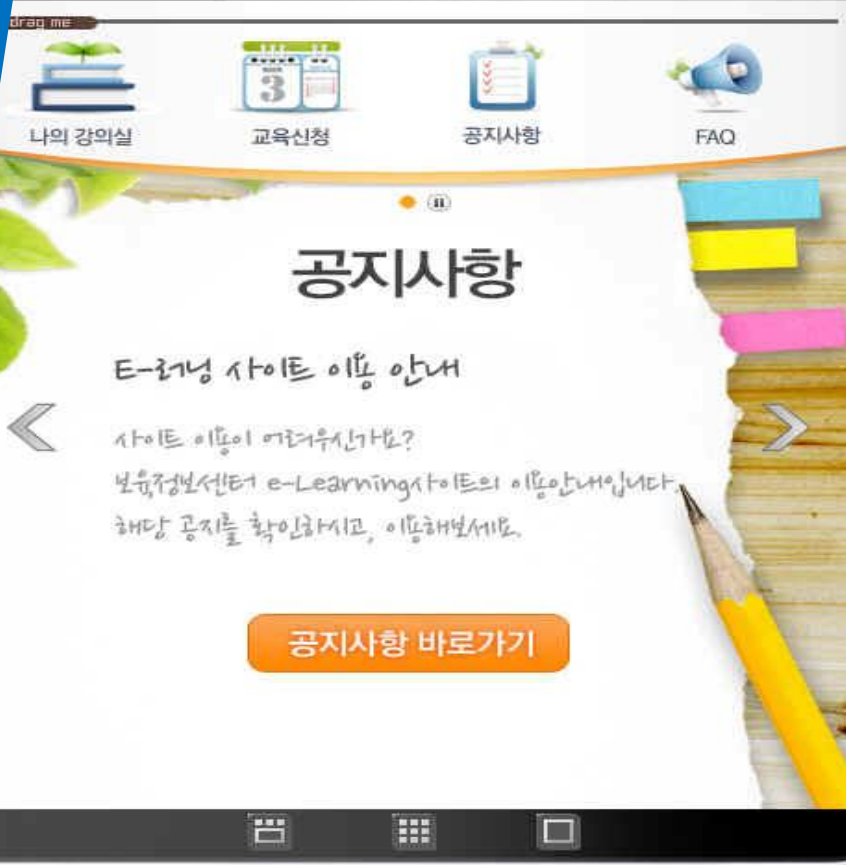 drag me
나의 강의실
교육신청
3
공지사항
FAQ
공지사항
E-러닝 사이트 이용 안내
사이트 이용이 어려우신가요?
보육정보센터 e-Learning사이트의 이용안내입니다.
해당 공지를 확인하시고, 이용해보세요.
공지사항 바로가기